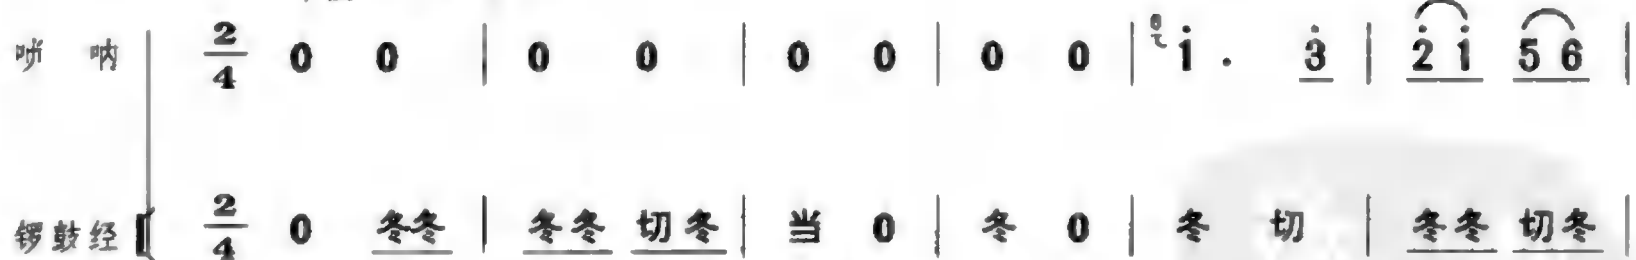 唢 呐 2/4 0 0 | 0 0 | 0 0 | 0 0 | i̇ . 3̇ | 2̇ i̇ 5 6 |
锣鼓经 2/4 0 冬冬 | 冬冬 切冬 | 当 0 | 冬 0 | 冬 切 | 冬冬 切冬 |